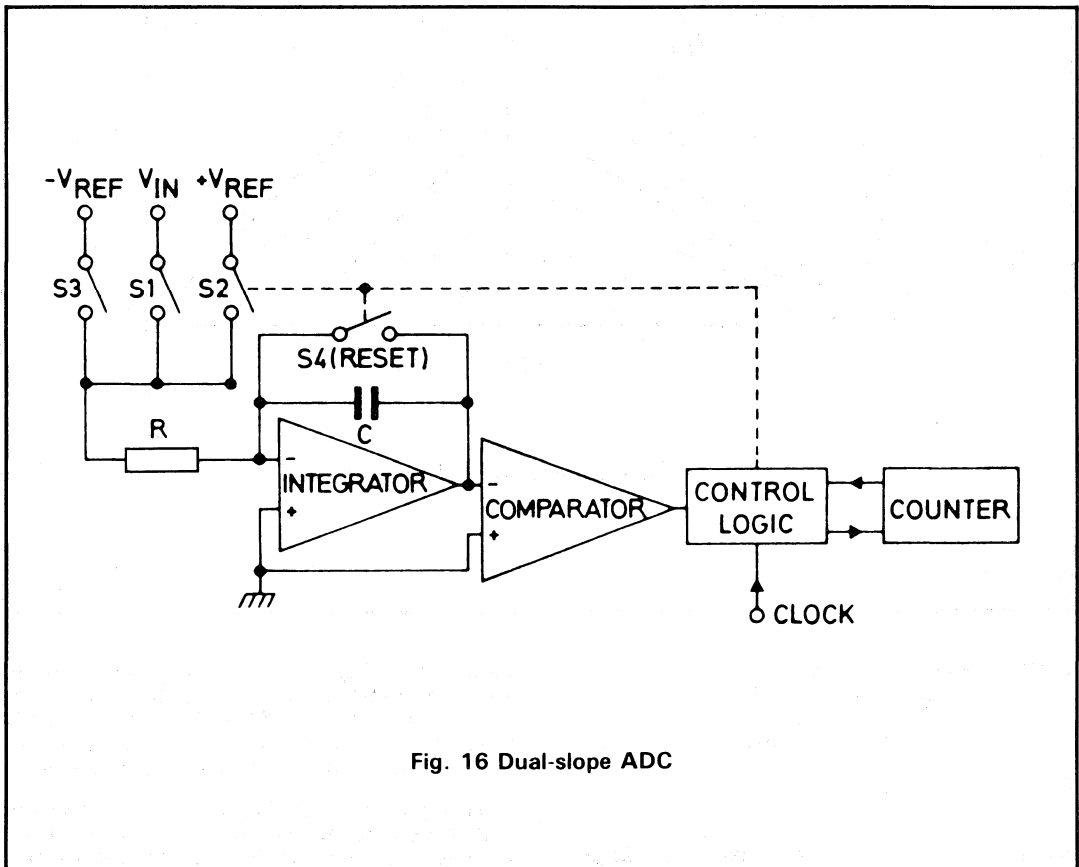 -VREF VIN +VREF
S3 S1 S2
S4(RESET)
C
R
- INTEGRATOR
+
- COMPARATOR
+
CONTROL
LOGIC
COUNTER
CLOCK
Fig. 16 Dual-slope ADC